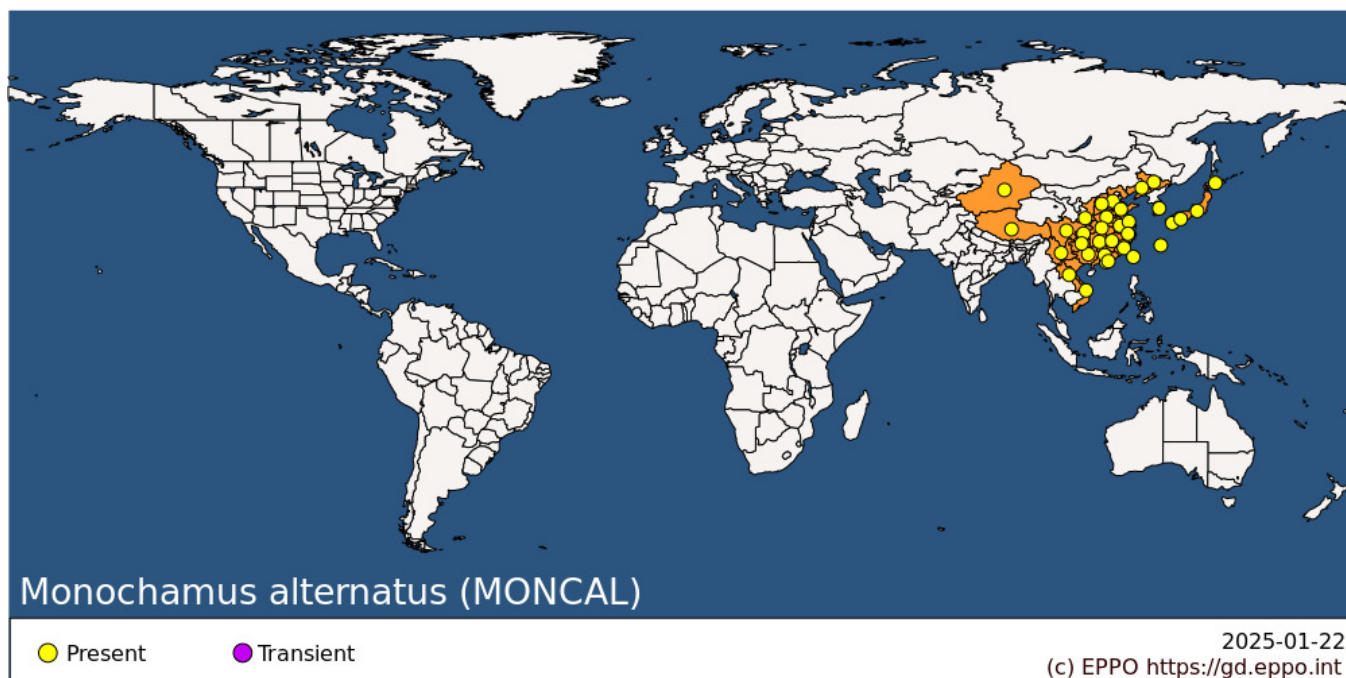 Monochamus alternatus (MONCAL)
Present
Transient
2025-01-22
(c) EPPO https://gd.eppo.int